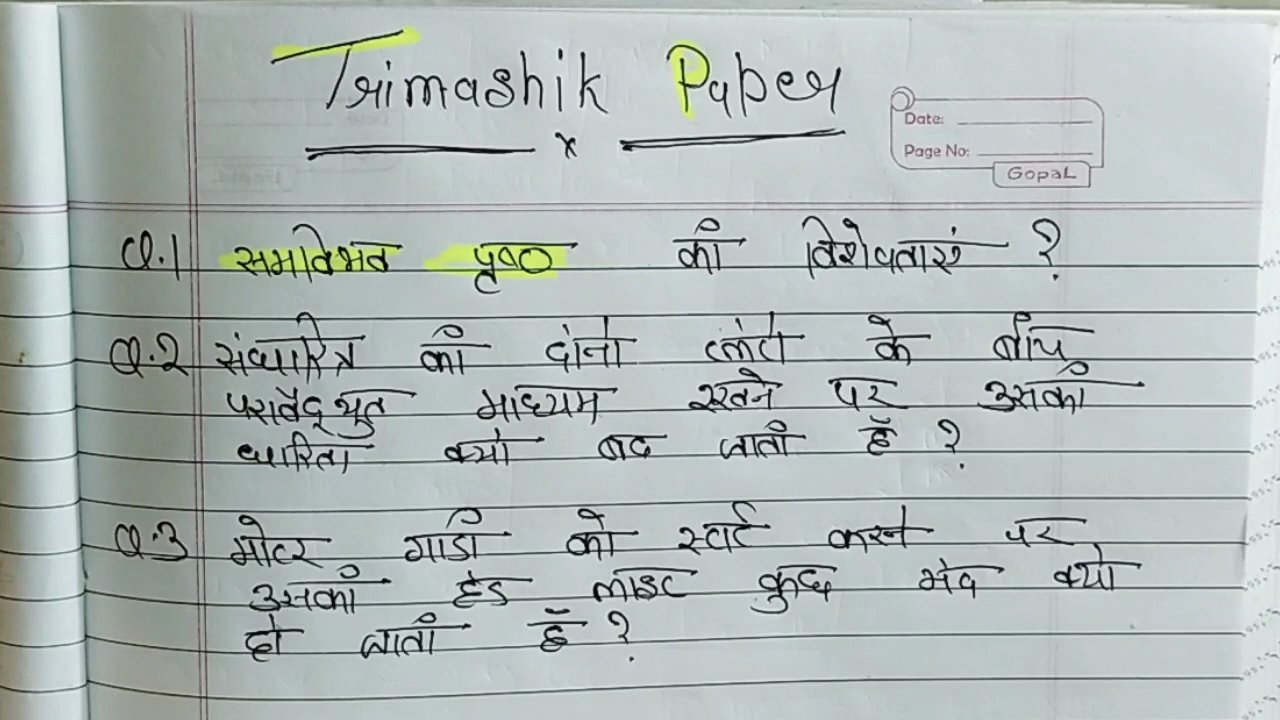 Trimashik Paper
Date:
Page No:
Gopal
Q.1 समविभव पृष्ठ की विशेषताएं ?
Q.2 संधारित्र की दोनो प्लेटो के बीच
परावैद्युत माध्यम रखने पर उसकी
धारिता क्यो बढ जाती है ?
Q.3 मोटर गाडी को स्टार्ट करने पर
उसकी हेड लाइट कुछ मंद क्यो
हो जाती है ?